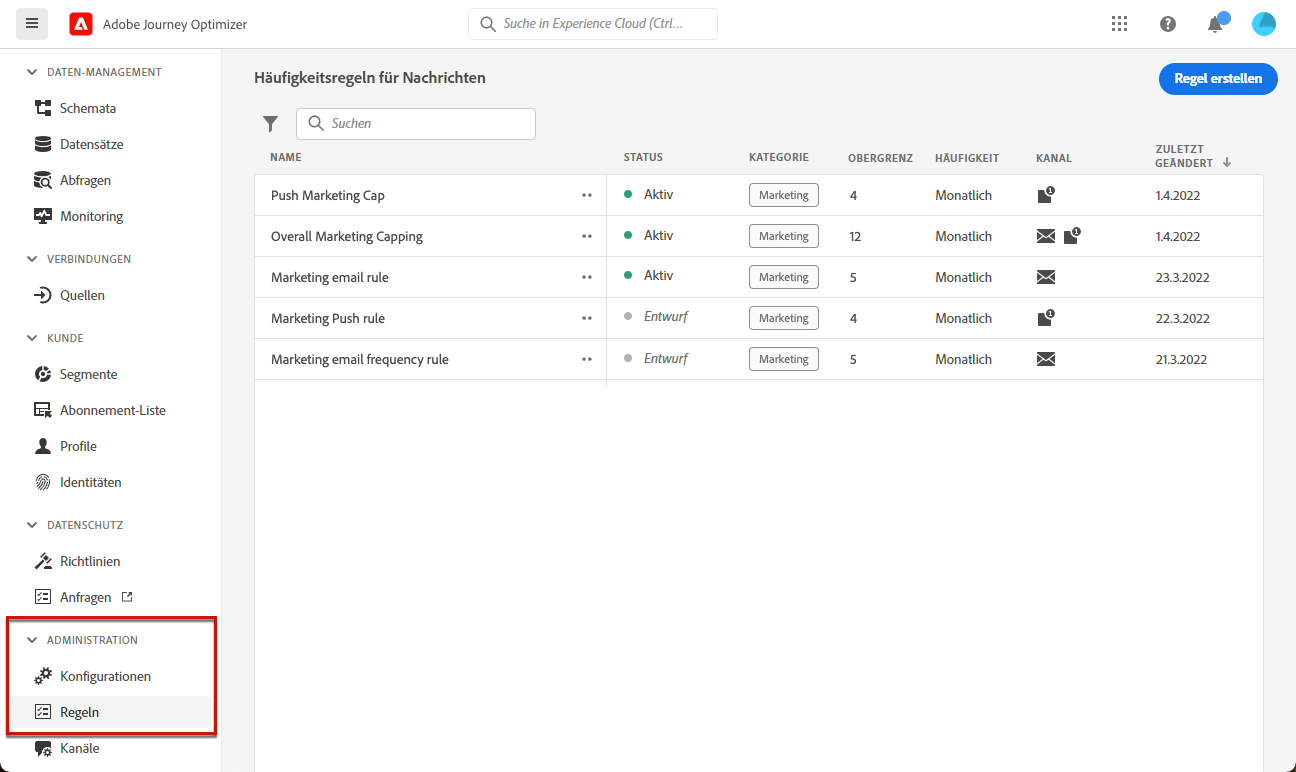 Adobe Journey Optimizer
Suche in Experience Cloud (Ctrl...
DATEN-MANAGEMENT
Schemata
Datensätze
Abfragen
Monitoring
VERBINDUNGEN
Quellen
KUNDE
Segmente
Abonnement-Liste
Profile
Identitäten
DATENSCHUTZ
Richtlinien
Anfragen
ADMINISTRATION
Konfigurationen
Regeln
Kanäle
Häufigkeitsregeln für Nachrichten
Regel erstellen
Suchen
NAME STATUS KATEGORIE OBERGRENZ HÄUFIGKEIT KANAL ZULETZT GEÄNDERT
Push Marketing Cap Aktiv Marketing 4 Monatlich 1 1.4.2022
Overall Marketing Capping Aktiv Marketing 12 Monatlich 1 1.4.2022
Marketing email rule Aktiv Marketing 5 Monatlich 23.3.2022
Marketing Push rule Entwurf Marketing 4 Monatlich 1 22.3.2022
Marketing email frequency rule Entwurf Marketing 5 Monatlich 21.3.2022